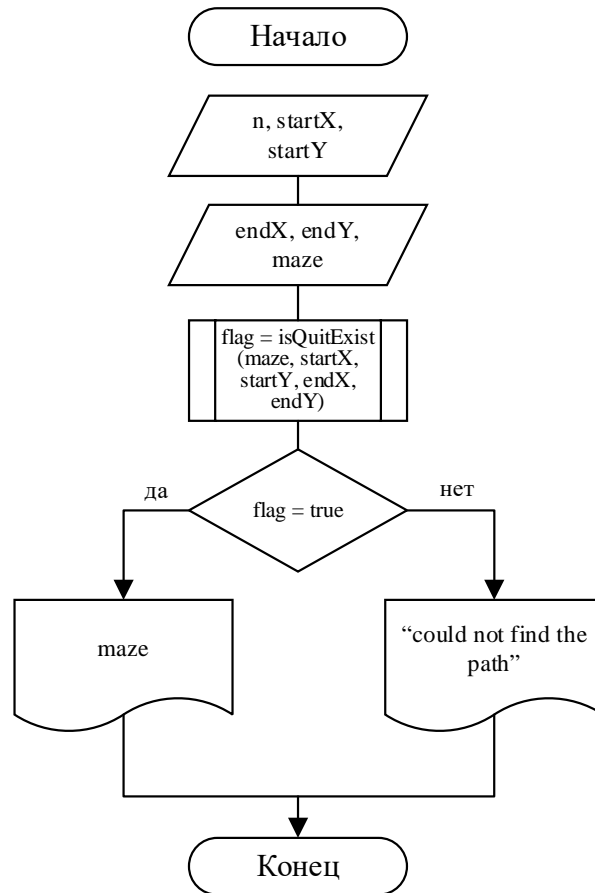 Начало
n, startX,
startY
endX, endY,
maze
flag = isQuitExist
(maze, startX,
startY, endX,
endY)
да
flag = true
нет
maze
“could not find the
path”
Конец